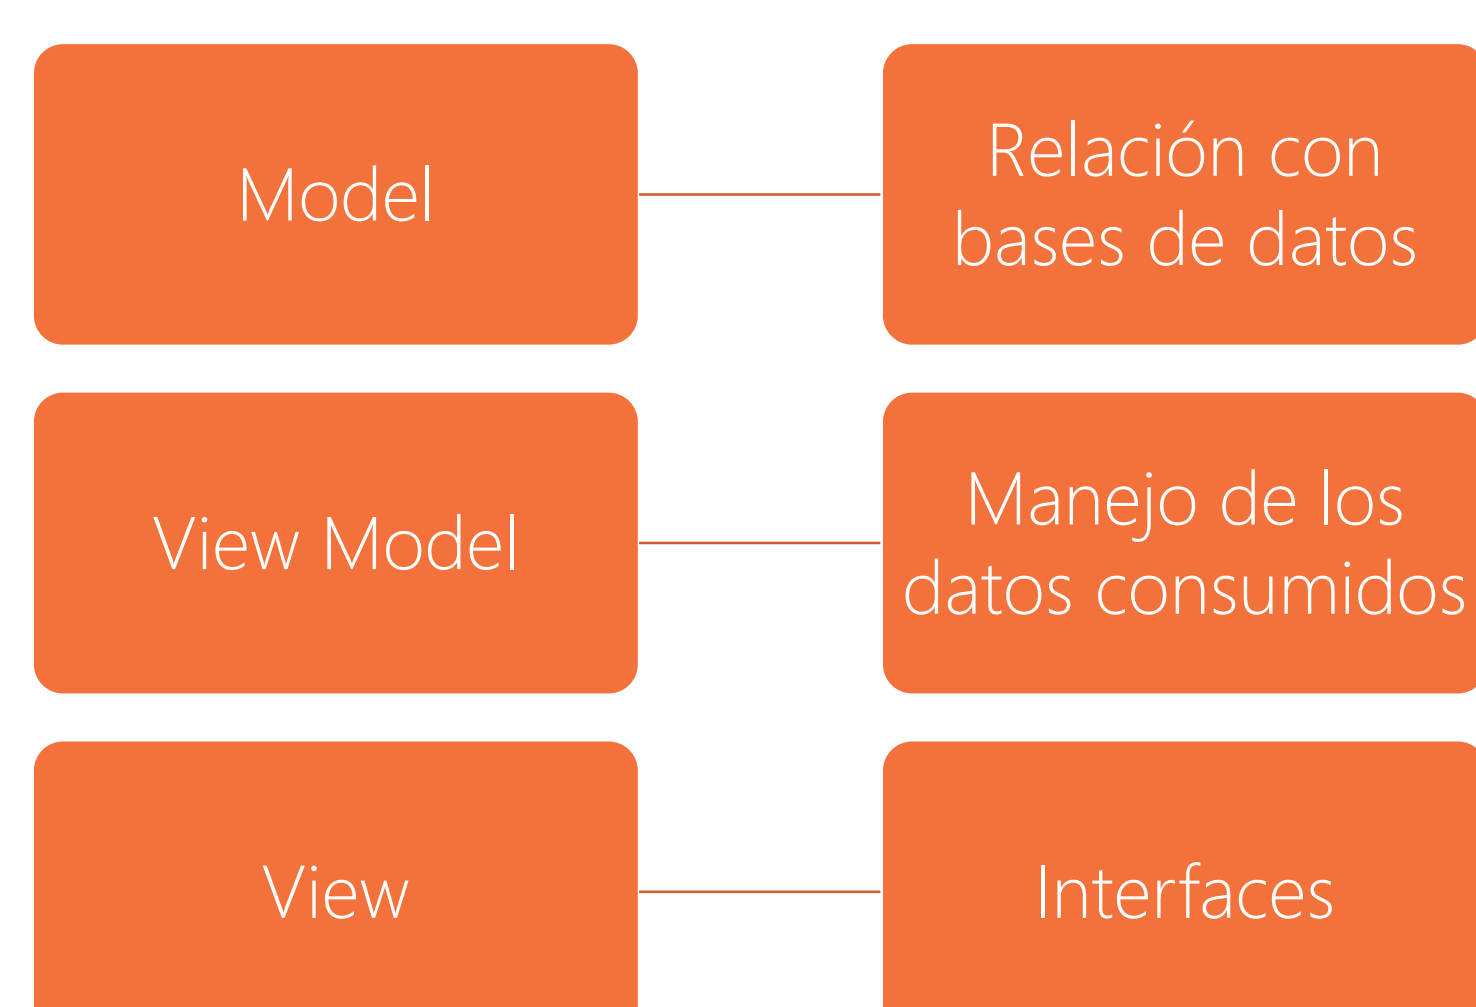 Model
Relación con
bases de datos
View Model
Manejo de los
datos consumidos
View
Interfaces